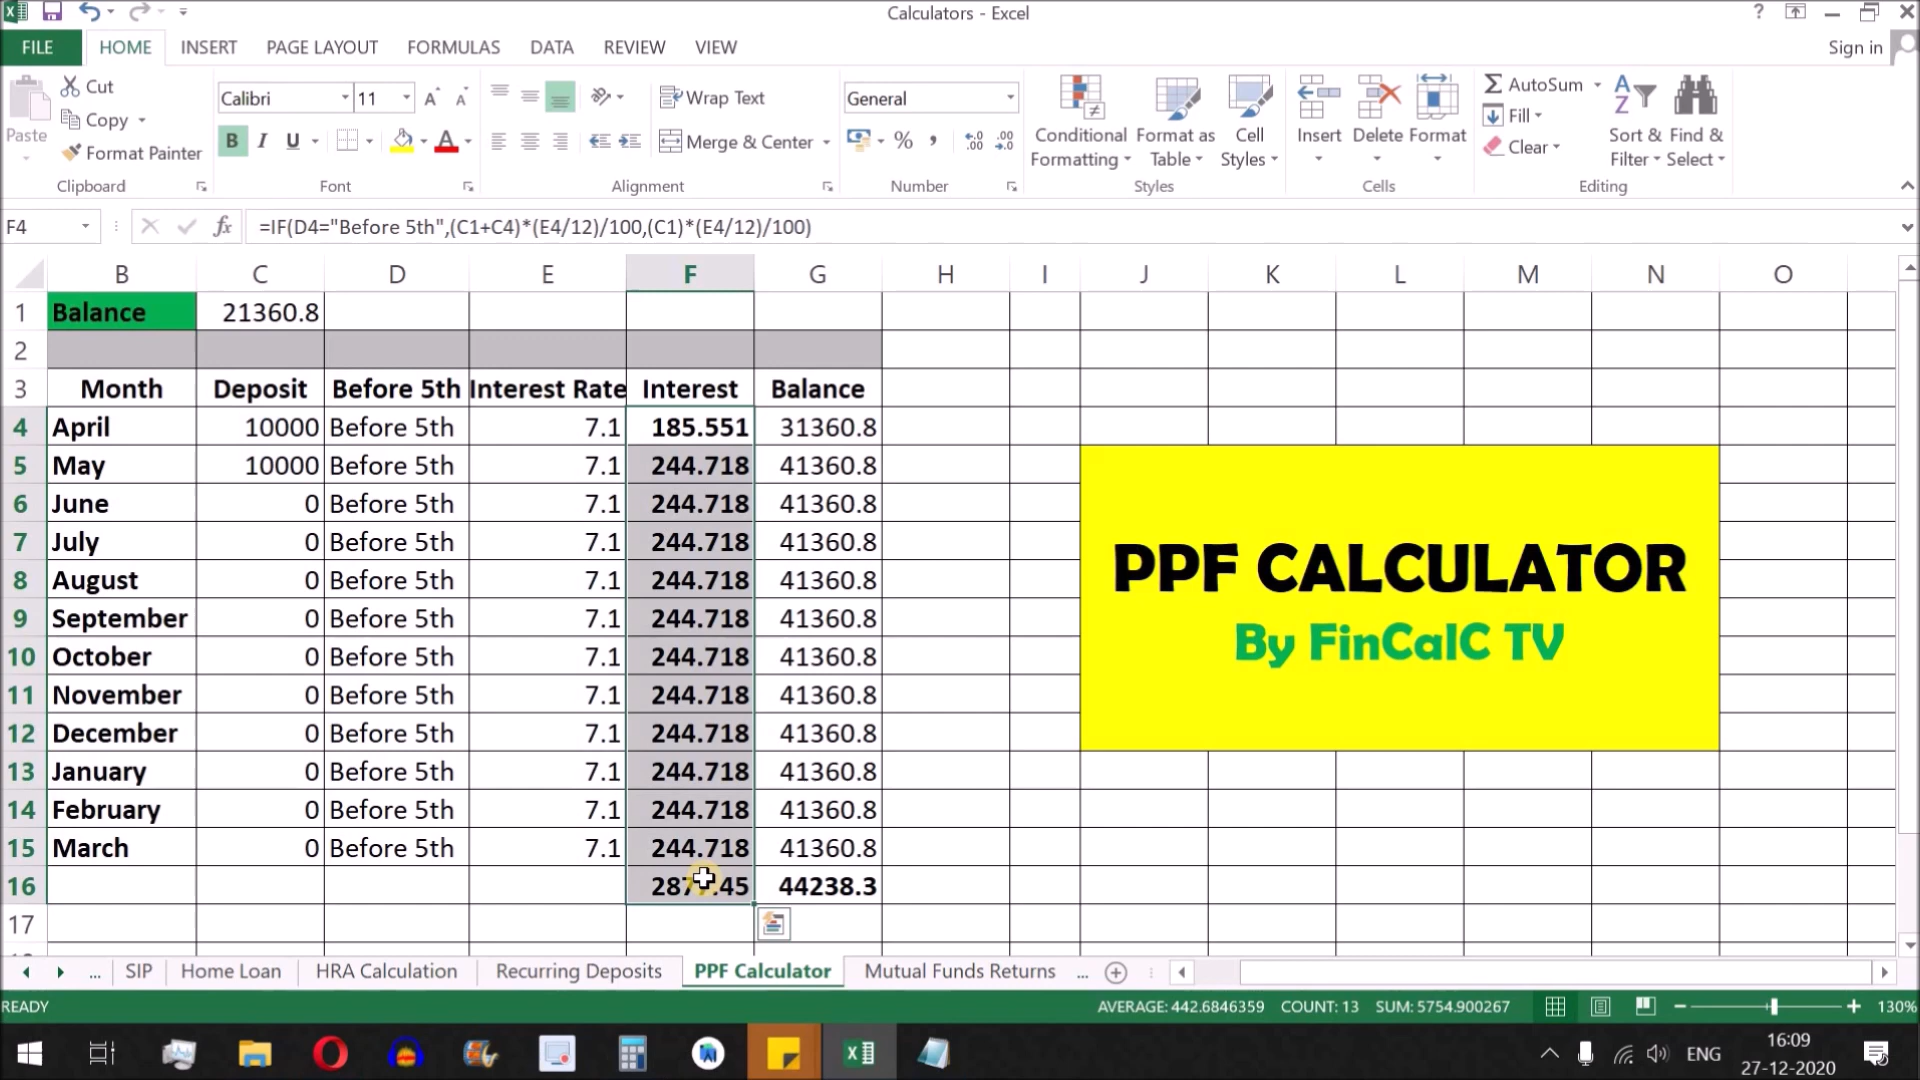 Calculators - Excel
?
FILE HOME INSERT PAGE LAYOUT FORMULAS DATA REVIEW VIEW Sign in
Paste Cut Copy Format Painter
Calibri 11
B I U A
Wrap Text
Merge & Center
General
%
Conditional Formatting Format as Table Cell Styles
Insert Delete Format
AutoSum Fill Clear Sort & Filter Find & Select
Clipboard Font Alignment Number Styles Cells Editing
F4 fx =IF(D4="Before 5th",(C1+C4)*(E4/12)/100,(C1)*(E4/12)/100)
B C D E F G H I J K L M N O
1 Balance 21360.8
2
3 Month Deposit Before 5th Interest Rate Interest Balance
4 April 10000 Before 5th 7.1 185.551 31360.8
5 May 10000 Before 5th 7.1 244.718 41360.8
6 June 0 Before 5th 7.1 244.718 41360.8
7 July 0 Before 5th 7.1 244.718 41360.8
8 August 0 Before 5th 7.1 244.718 41360.8
9 September 0 Before 5th 7.1 244.718 41360.8
10 October 0 Before 5th 7.1 244.718 41360.8
11 November 0 Before 5th 7.1 244.718 41360.8
12 December 0 Before 5th 7.1 244.718 41360.8
13 January 0 Before 5th 7.1 244.718 41360.8
14 February 0 Before 5th 7.1 244.718 41360.8
15 March 0 Before 5th 7.1 244.718 41360.8
16 44238.3
17
PPF CALCULATOR
By FinCalC TV
... SIP Home Loan HRA Calculation Recurring Deposits PPF Calculator Mutual Funds Returns ...
READY AVERAGE: 442.6846359 COUNT: 13 SUM: 5754.900267 130%
ENG 16:09
27-12-2020